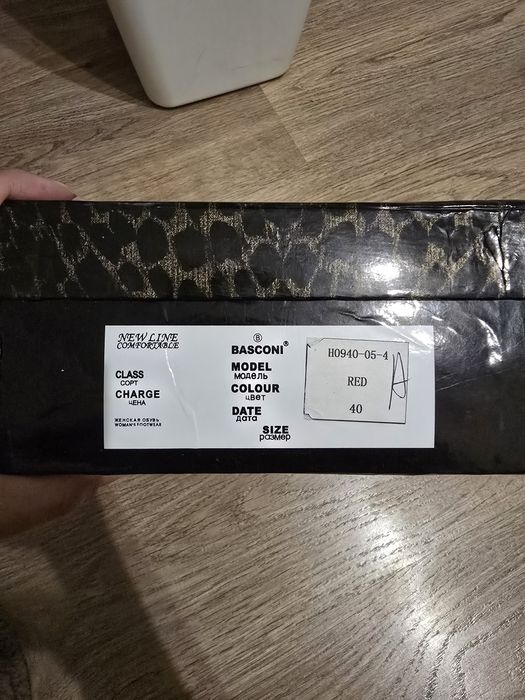 NEW LINE
COMFORTABLE
CLASS
СОРТ
CHARGE
ЦЕНА
ЖЕНСКАЯ ОБУВЬ
WOMAN'S FOOTWEAR
B
BASCONI®
MODEL
МОДЕЛЬ
COLOUR
ЦВЕТ
DATE
ДАТА
SIZE
РАЗМЕР
H0940-05-4
RED
40
A